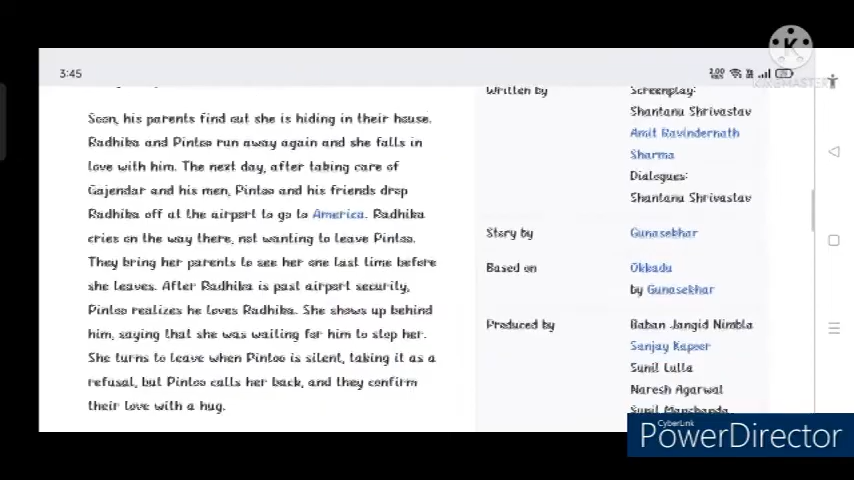 3:45
Soon, his parents find out she is hiding in their house.
Radhika and Pintoo run away again and she falls in
love with him. The next day, after taking care of
Gajendar and his men, Pintoo and his friends drop
Radhika off at the airport to go to America. Radhika
cries on the way there, not wanting to leave Pintoo.
They bring her parents to see her one last time before
she leaves. After Radhika is past airport security,
Pintoo realizes he loves Radhika. She shows up behind
him, saying that she was waiting for him to stop her.
She turns to leave when Pintoo is silent, taking it as a
refusal, but Pintoo calls her back, and they confirm
their love with a hug.
Written by
Screenplay:
Shantanu Shrivastav
Amit Ravindernath
Sharma
Dialogues:
Shantanu Shrivastav
Story by
Gunasekhar
Based on
Okkadu
by Gunasekhar
Produced by
Baban Jangid Nimbla
Sanjay Kapoor
Sunil Lulla
Naresh Agarwal
Sunil Manchanda
K
KINEMASTER
CyberLink
PowerDirector